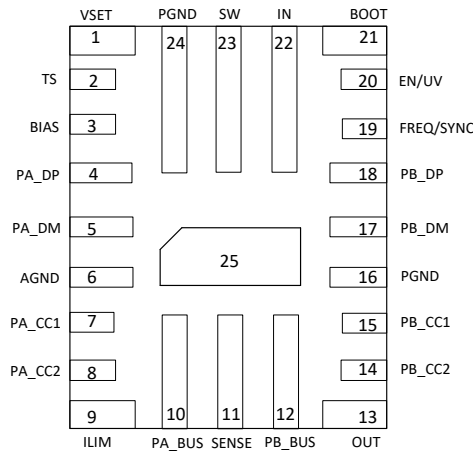 VSET PGND SW IN BOOT
1 24 23 22 21
TS 2 20 EN/UV
BIAS 3 19 FREQ/SYNC
PA_DP 4 18 PB_DP
PA_DM 5 17 PB_DM
25
AGND 6 16 PGND
PA_CC1 7 15 PB_CC1
PA_CC2 8 14 PB_CC2
9 10 11 12 13
ILIM PA_BUS SENSE PB_BUS OUT